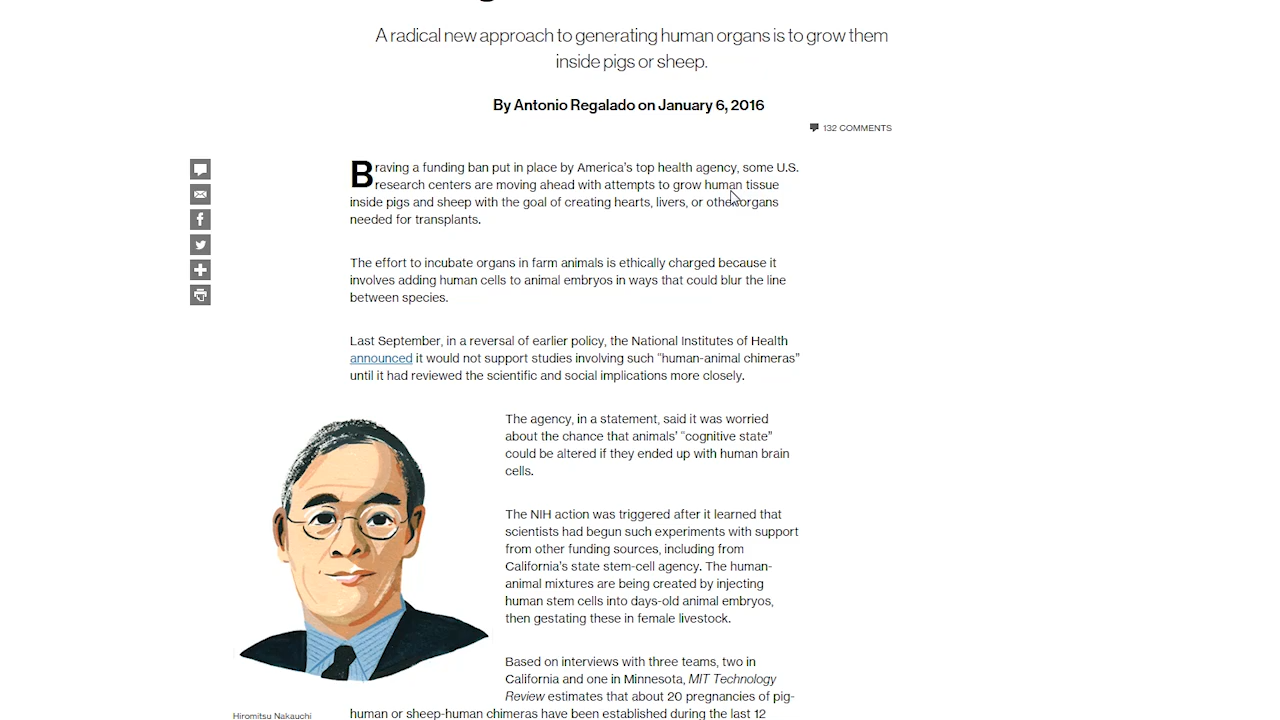 A radical new approach to generating human organs is to grow them
inside pigs or sheep.
By Antonio Regalado on January 6, 2016
132 COMMENTS
Braving a funding ban put in place by America's top health agency, some U.S.
research centers are moving ahead with attempts to grow human tissue
inside pigs and sheep with the goal of creating hearts, livers, or other organs
needed for transplants.
The effort to incubate organs in farm animals is ethically charged because it
involves adding human cells to animal embryos in ways that could blur the line
between species.
Last September, in a reversal of earlier policy, the National Institutes of Health
announced it would not support studies involving such “human-animal chimeras”
until it had reviewed the scientific and social implications more closely.
The agency, in a statement, said it was worried
about the chance that animals’ “cognitive state”
could be altered if they ended up with human brain
cells.
The NIH action was triggered after it learned that
scientists had begun such experiments with support
from other funding sources, including from
California’s state stem-cell agency. The human-
animal mixtures are being created by injecting
human stem cells into days-old animal embryos,
then gestating these in female livestock.
Based on interviews with three teams, two in
California and one in Minnesota, MIT Technology
Review estimates that about 20 pregnancies of pig-
human or sheep-human chimeras have been established during the last 12
Hiromitsu Nakauchi